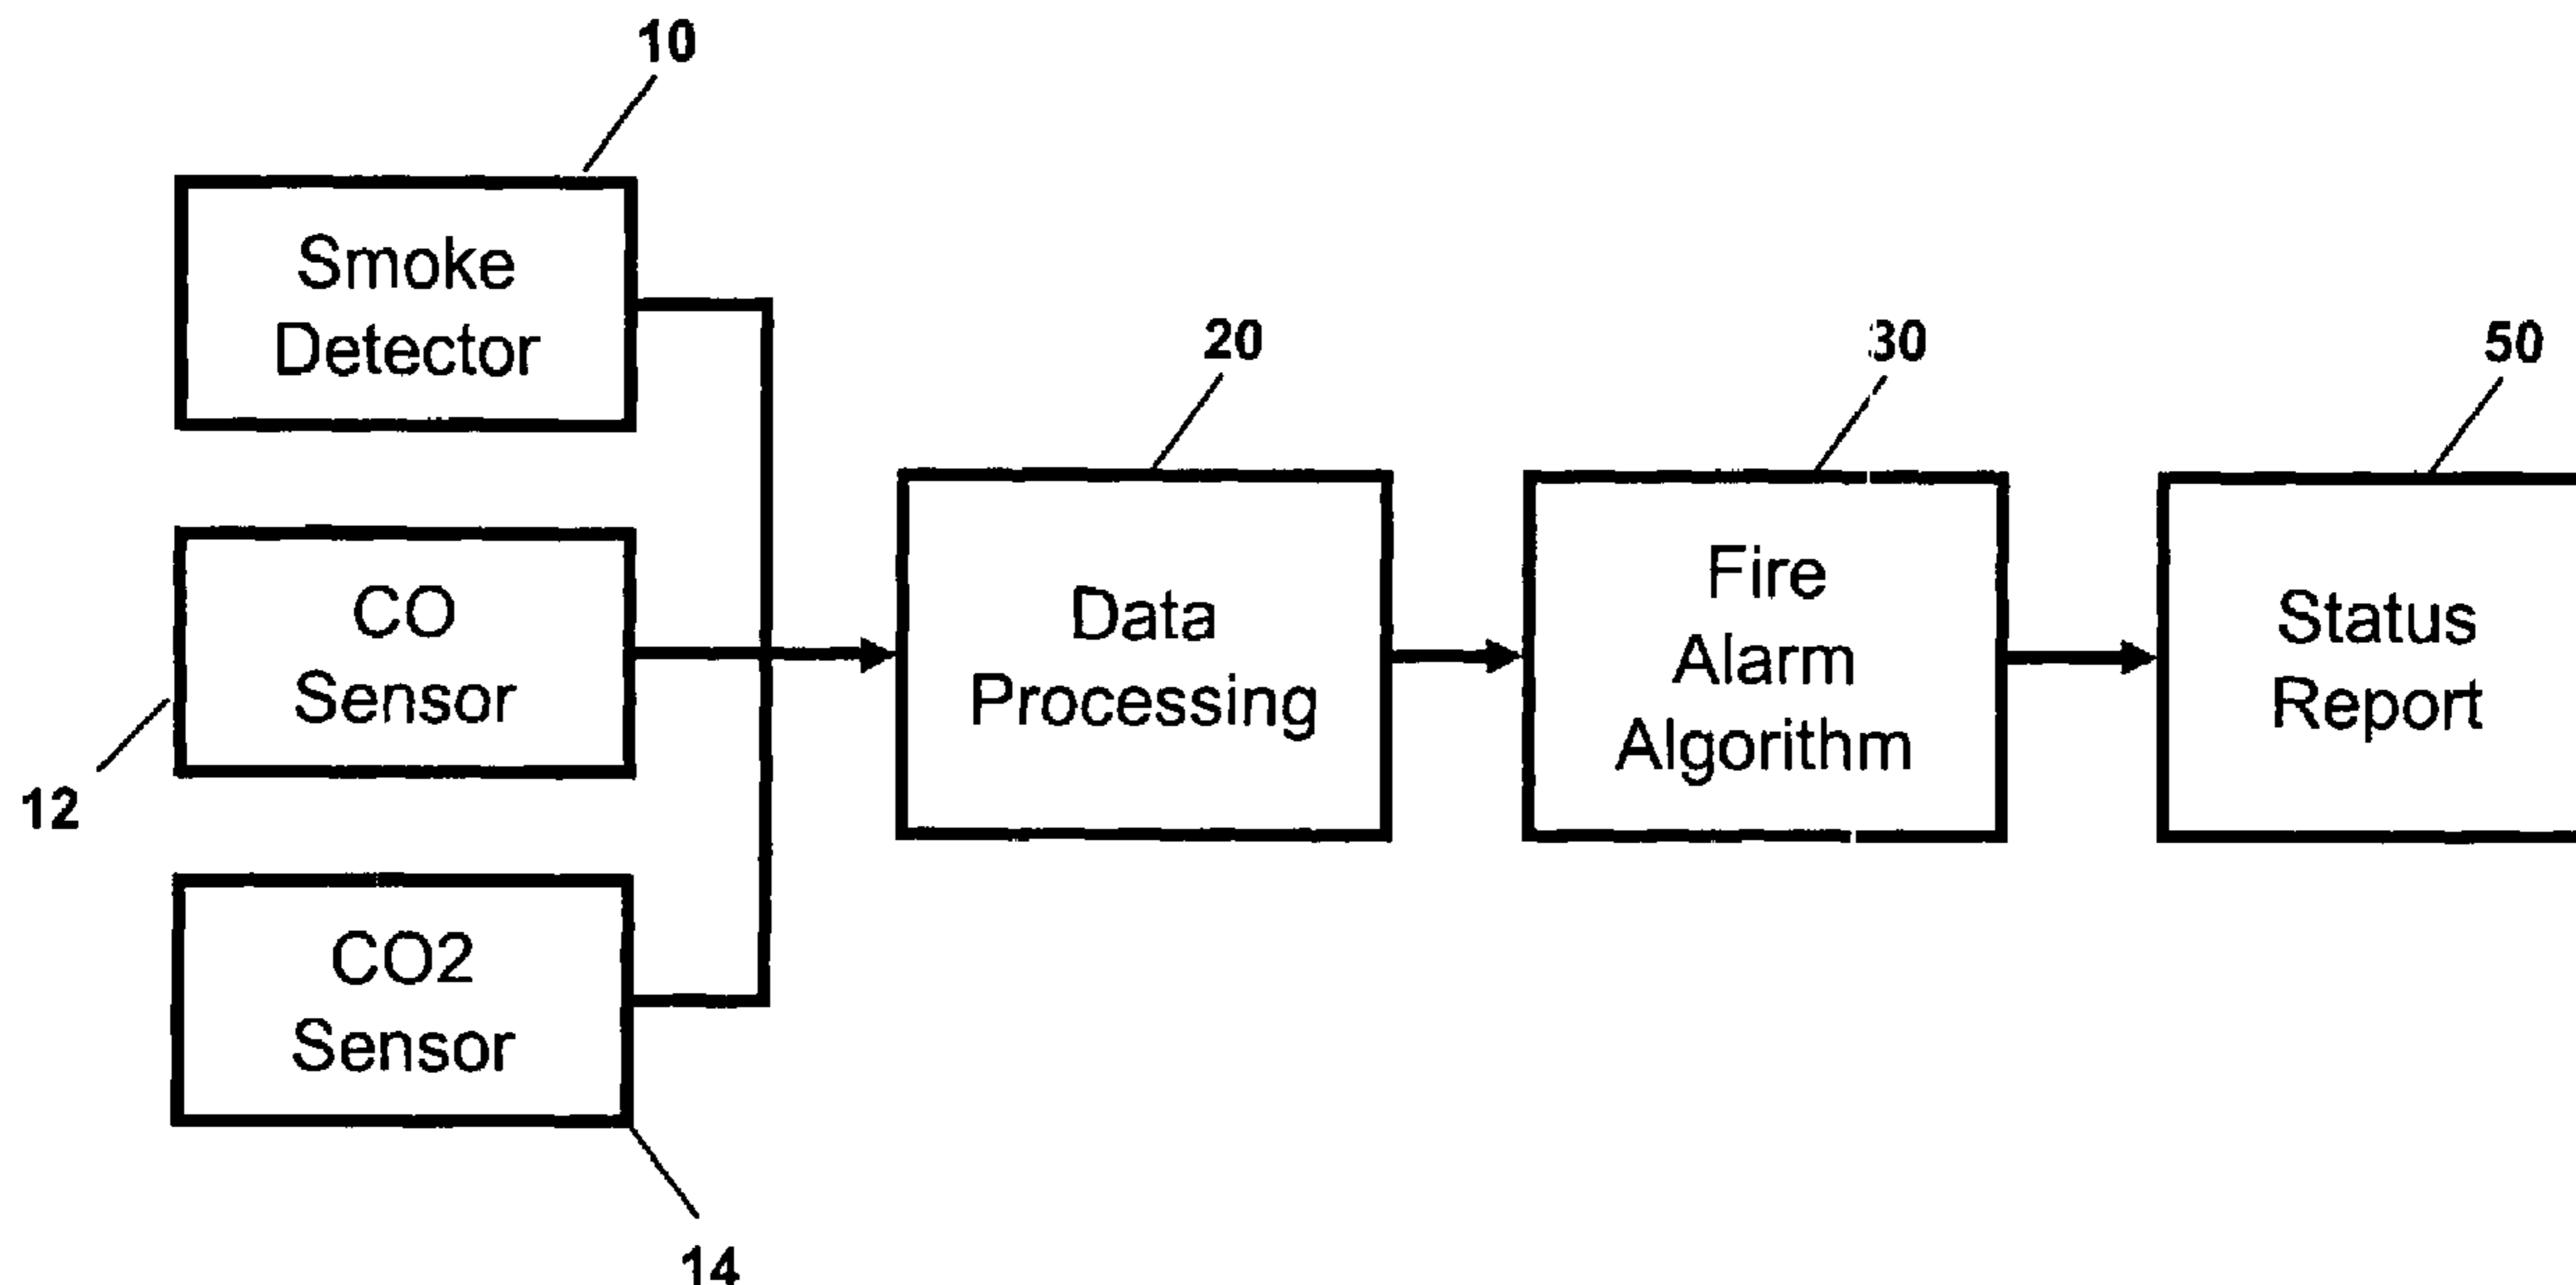 10
Smoke
Detector
20
30
50
CO
Sensor
12
Data
Processing
Fire
Alarm
Algorithm
Status
Report
CO2
Sensor
14